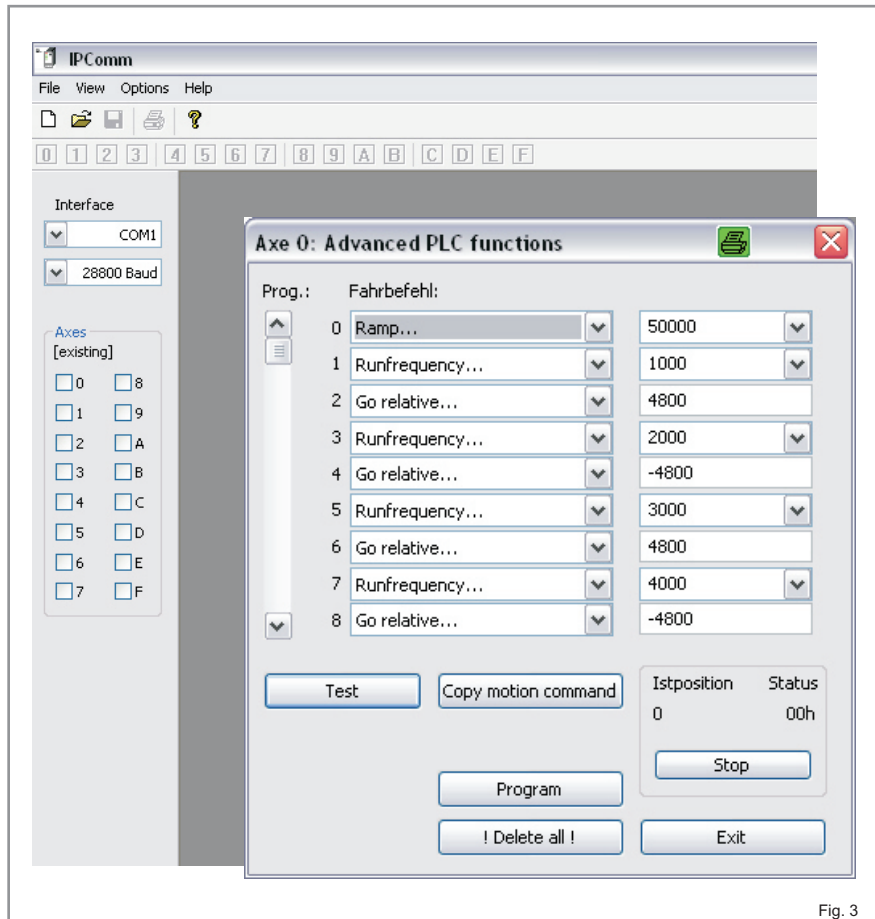 IPComm
File View Options Help
0 1 2 3 4 5 6 7 8 9 A B C D E F
Interface
COM1
28800 Baud
Axes
[existing]
0 8
1 9
2 A
3 B
4 C
5 D
6 E
7 F
Axe 0: Advanced PLC functions
Prog.: Fahrbefehl:
0 Ramp... 50000
1 Runfrequency... 1000
2 Go relative... 4800
3 Runfrequency... 2000
4 Go relative... -4800
5 Runfrequency... 3000
6 Go relative... 4800
7 Runfrequency... 4000
8 Go relative... -4800
Test Copy motion command
Istposition Status
0 00h
Stop
Program
! Delete all ! Exit
Fig. 3